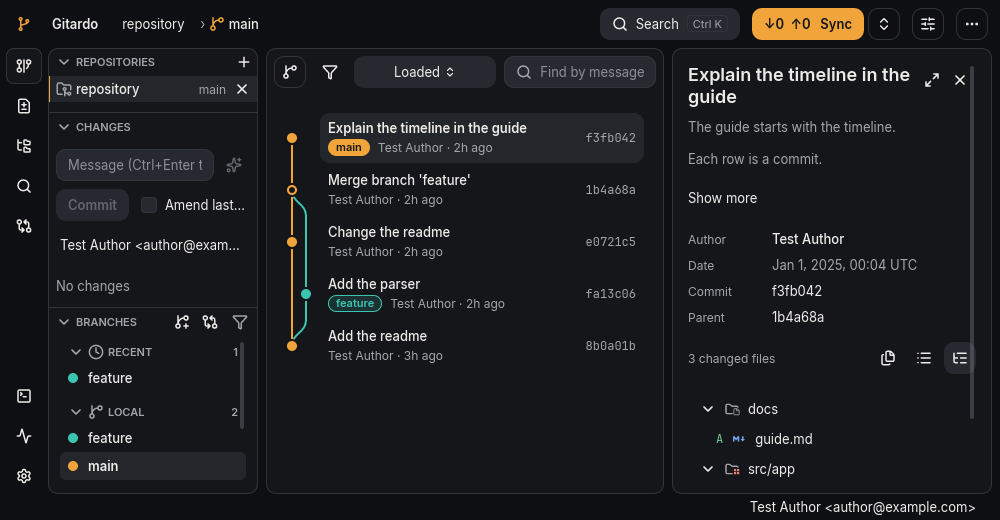 Gitardo repository › main
Search Ctrl K
↓0 ↑0 Sync
REPOSITORIES
repository main
CHANGES
Message (Ctrl+Enter t
Commit Amend last...
Test Author <author@exam...
No changes
BRANCHES
RECENT 1
feature
LOCAL 2
feature
main
Loaded
Find by message
Explain the timeline in the guide
main Test Author · 2h ago
f3fb042
Merge branch 'feature'
Test Author · 2h ago
1b4a68a
Change the readme
Test Author · 2h ago
e0721c5
Add the parser
feature Test Author · 2h ago
fa13c06
Add the readme
Test Author · 3h ago
8b0a01b
Explain the timeline in the
guide
The guide starts with the timeline.
Each row is a commit.
Show more
Author Test Author
Date Jan 1, 2025, 00:04 UTC
Commit f3fb042
Parent 1b4a68a
3 changed files
docs
A M↓ guide.md
src/app
Test Author <author@example.com>